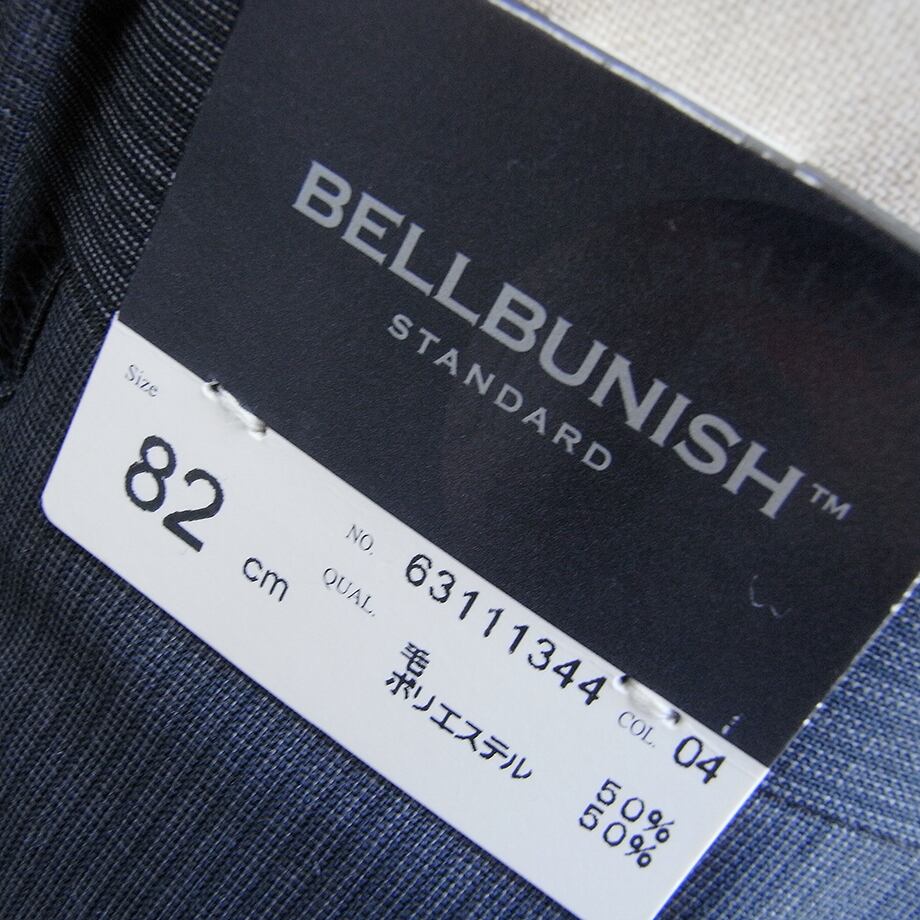 BELLBUNISH™
STANDARD
Size
82 cm
NO. 63111344 COL. 04
QUAL.
毛 50%
ポリエステル 50%